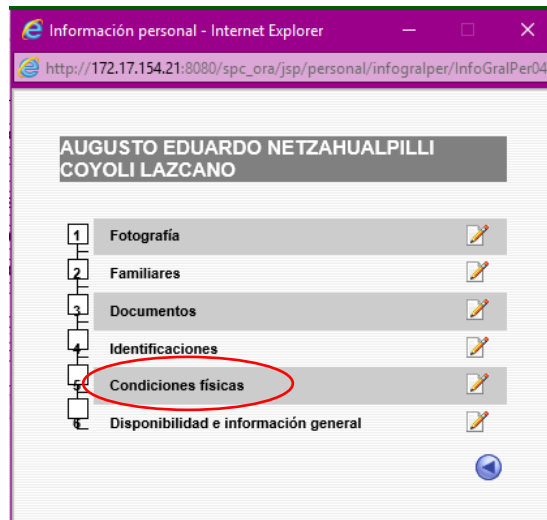 Información personal - Internet Explorer
http://172.17.154.21:8080/spc_ora/jsp/personal/infogralper/InfoGralPer04
AUGUSTO EDUARDO NETZAHUALPILLI
COYOLI LAZCANO
1 Fotografía
2 Familiares
3 Documentos
4 Identificaciones
5 Condiciones físicas
6 Disponibilidad e información general